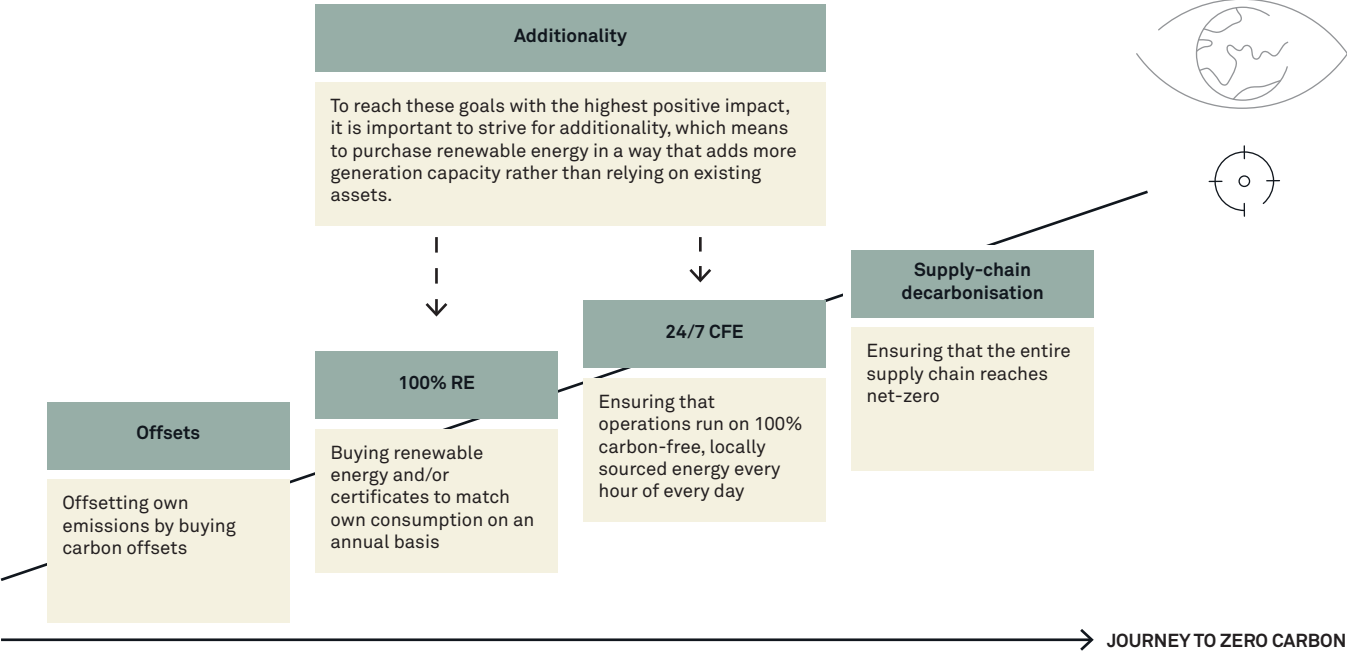 Additionality
To reach these goals with the highest positive impact,
it is important to strive for additionality, which means
to purchase renewable energy in a way that adds more
generation capacity rather than relying on existing
assets.
Offsets
Offsetting own
emissions by buying
carbon offsets
100% RE
Buying renewable
energy and/or
certificates to match
own consumption on an
annual basis
24/7 CFE
Ensuring that
operations run on 100%
carbon-free, locally
sourced energy every
hour of every day
Supply-chain
decarbonisation
Ensuring that the entire
supply chain reaches
net-zero
JOURNEY TO ZERO CARBON